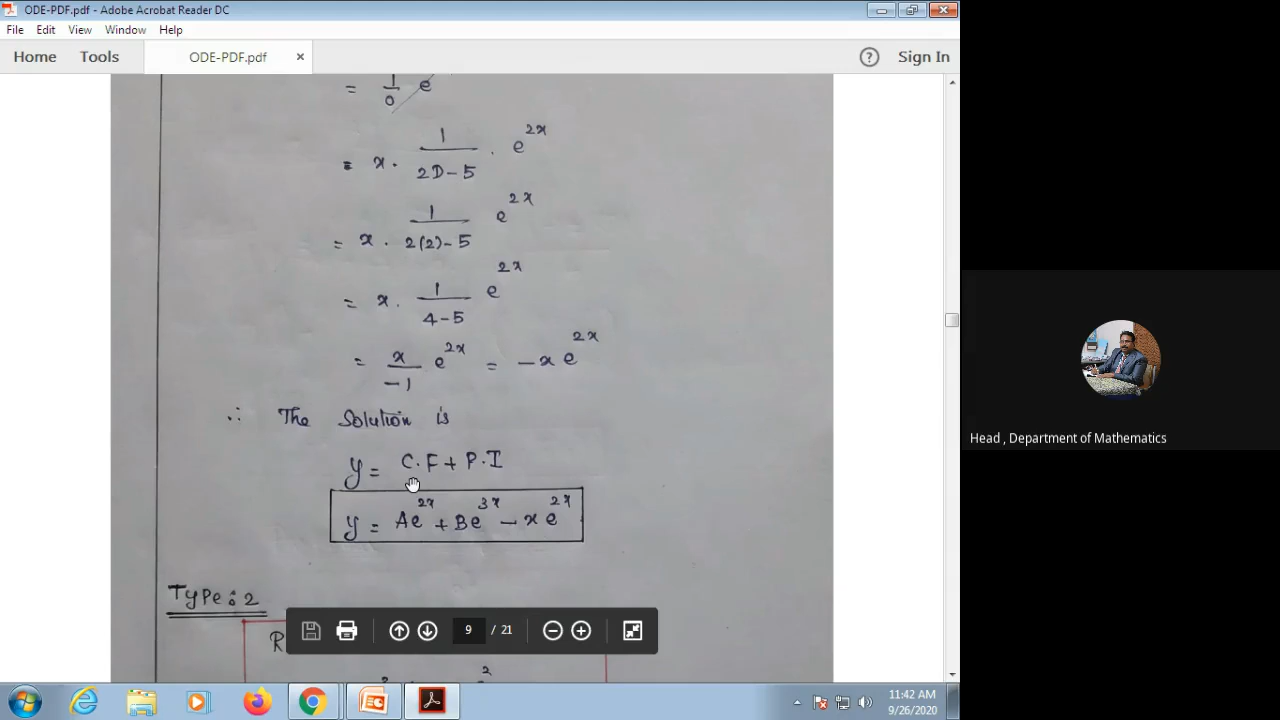 ODE-PDF.pdf - Adobe Acrobat Reader DC
File Edit View Window Help
Home Tools ODE-PDF.pdf × ? Sign In
= 1/0 e
= x · 1/(2D-5) · e^{2x}
= x · 1/(2(2)-5) e^{2x}
= x · 1/(4-5) e^{2x}
= x/-1 e^{2x} = -x e^{2x}
∴ The Solution is
y = C.F + P.I
y = Ae^{2x} + Be^{3x} - xe^{2x}
Type: 2
R
9 / 21
Head , Department of Mathematics
11:42 AM
9/26/2020